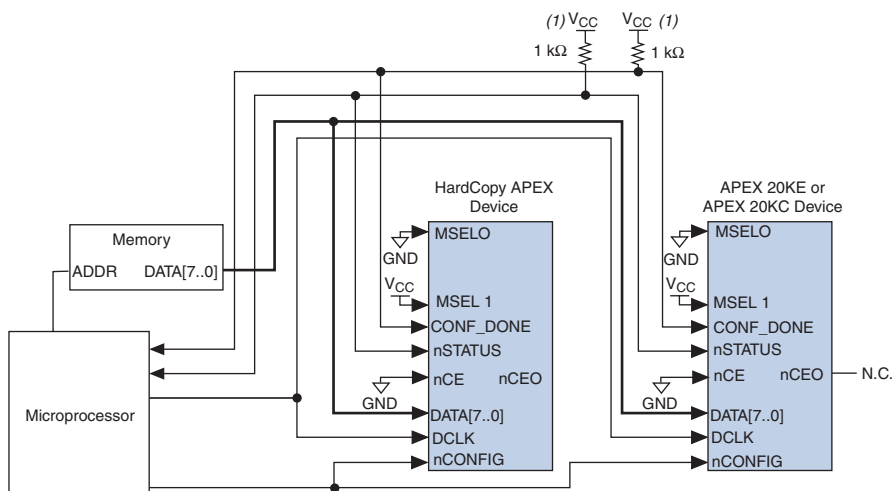 (1) VCC VCC (1)
1 kΩ 1 kΩ
HardCopy APEX
Device
APEX 20KE or
APEX 20KC Device
Memory
ADDR DATA[7..0]
Microprocessor
MSELO
GND
VCC
MSEL 1
CONF_DONE
nSTATUS
nCE nCEO
GND
DATA[7..0]
DCLK
nCONFIG
MSELO
GND
VCC
MSEL 1
CONF_DONE
nSTATUS
nCE nCEO N.C.
GND
DATA[7..0]
DCLK
nCONFIG